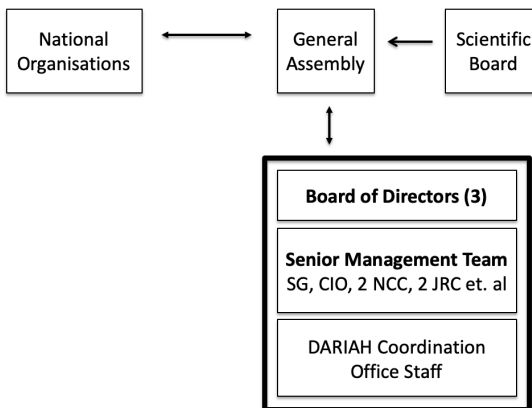 National
Organisations
General
Assembly
Scientific
Board
Board of Directors (3)
Senior Management Team
SG, CIO, 2 NCC, 2 JRC et. al
DARIAH Coordination
Office Staff